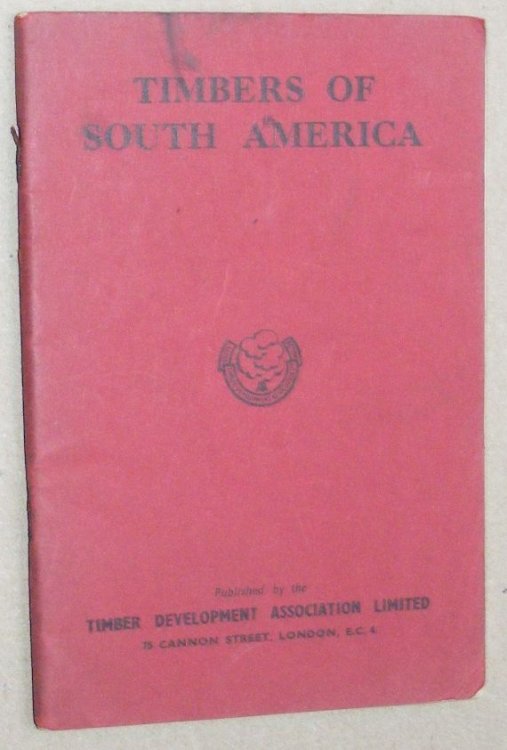 TIMBERS OF
SOUTH AMERICA
Published by the
TIMBER DEVELOPMENT ASSOCIATION LIMITED
75 CANNON STREET, LONDON, E.C. 4.